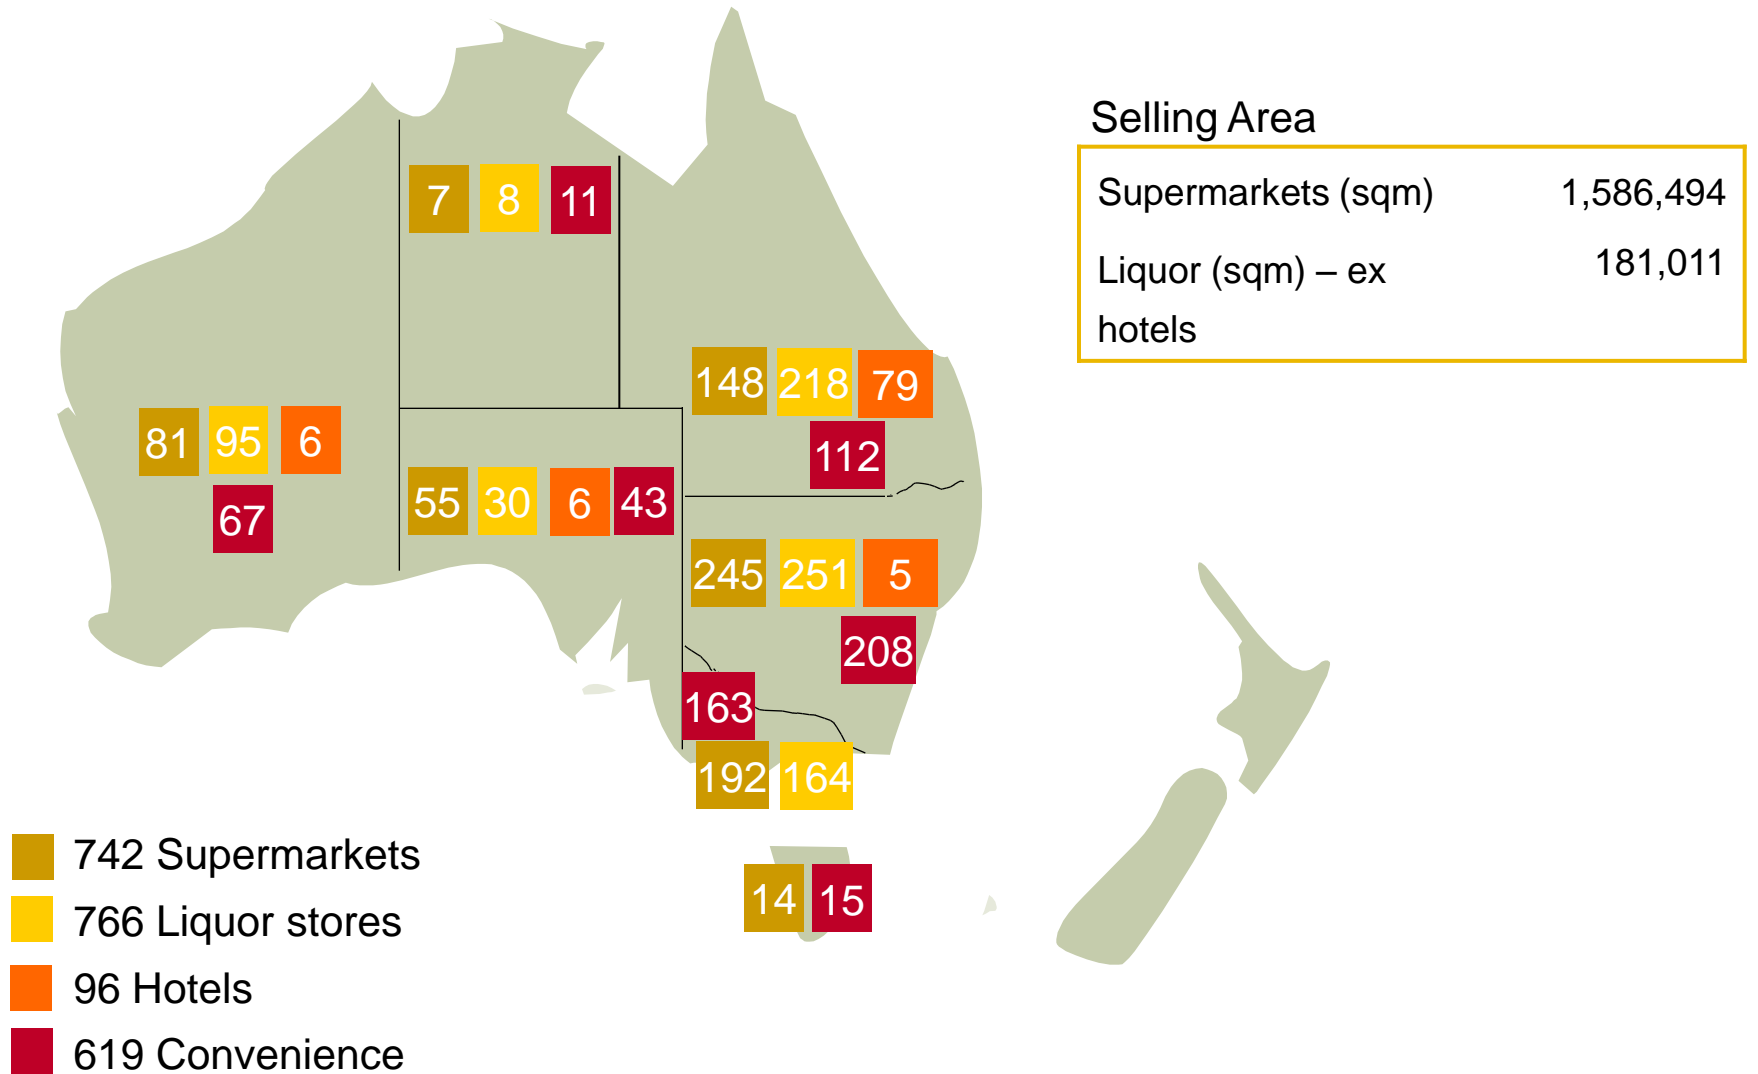 Selling Area
Supermarkets (sqm) 1,586,494
Liquor (sqm) – ex 181,011
hotels
7 8 11
148 218 79
112
81 95 6
67
55 30 6 43
245 251 5
208
163
192 164
14 15
742 Supermarkets
766 Liquor stores
96 Hotels
619 Convenience